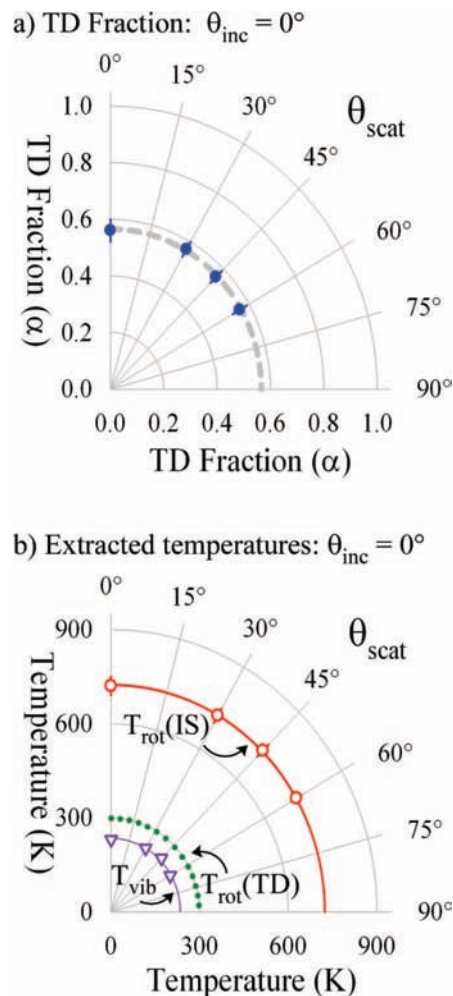 a) TD Fraction: θinc = 0°
0°
15°
30°
θscat
45°
60°
75°
90°
1.0
0.8
0.6
0.4
0.2
0.0
TD Fraction (α)
0.0 0.2 0.4 0.6 0.8 1.0
TD Fraction (α)
b) Extracted temperatures: θinc = 0°
0°
15°
30°
θscat
45°
60°
75°
90°
900
600
300
0
Temperature (K)
Trot(IS)
Tvib
Trot(TD)
0 300 600 900
Temperature (K)